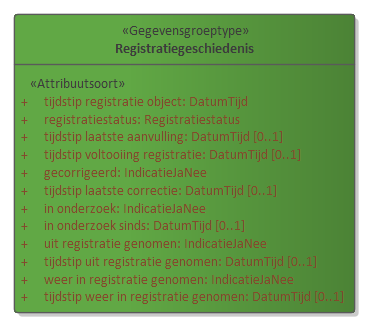 «Gegevensgroeptype»
Registratiegeschiedenis
«Attribuutsoort»
+ tijdstip registratie object: DatumTijd
+ registratiestatus: Registratiestatus
+ tijdstip laatste aanvulling: DatumTijd [0..1]
+ tijdstip voltooiing registratie: DatumTijd [0..1]
+ gecorrigeerd: IndicatieJaNee
+ tijdstip laatste correctie: DatumTijd [0..1]
+ in onderzoek: IndicatieJaNee
+ in onderzoek sinds: DatumTijd [0..1]
+ uit registratie genomen: IndicatieJaNee
+ tijdstip uit registratie genomen: DatumTijd [0..1]
+ weer in registratie genomen: IndicatieJaNee
+ tijdstip weer in registratie genomen: DatumTijd [0..1]